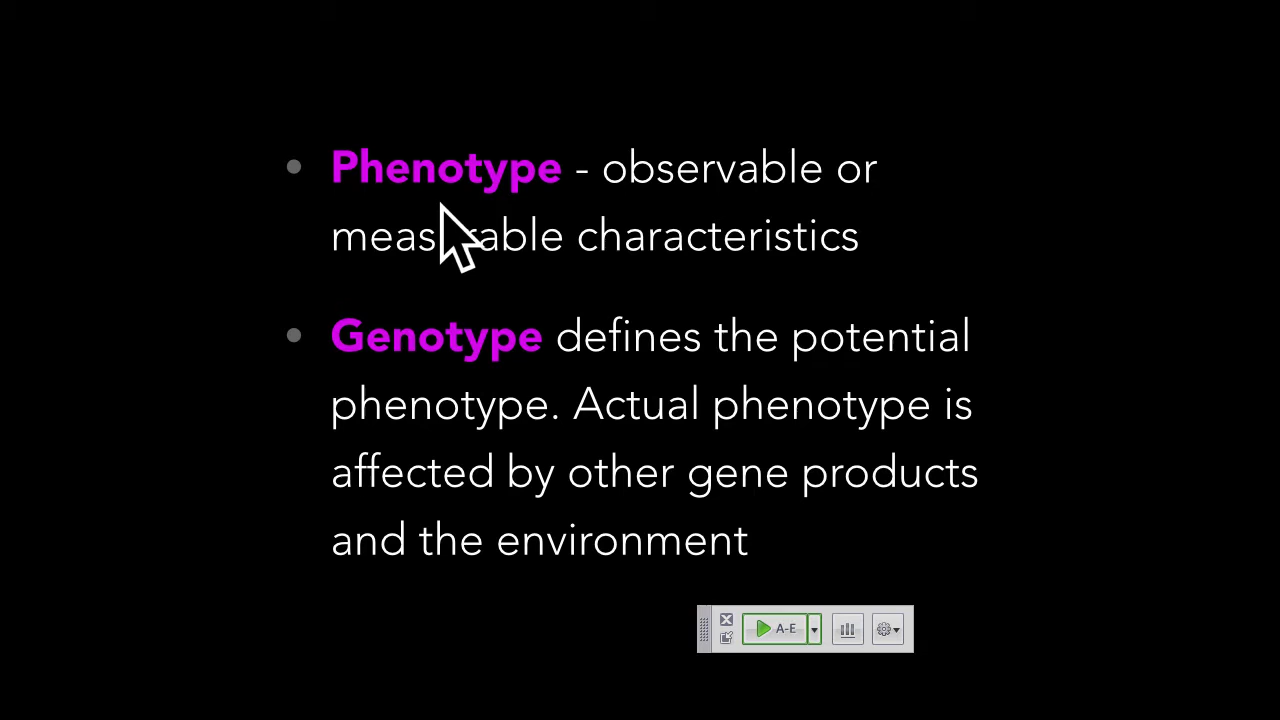 • Phenotype - observable or
measurable characteristics
• Genotype defines the potential
phenotype. Actual phenotype is
affected by other gene products
and the environment
A-E